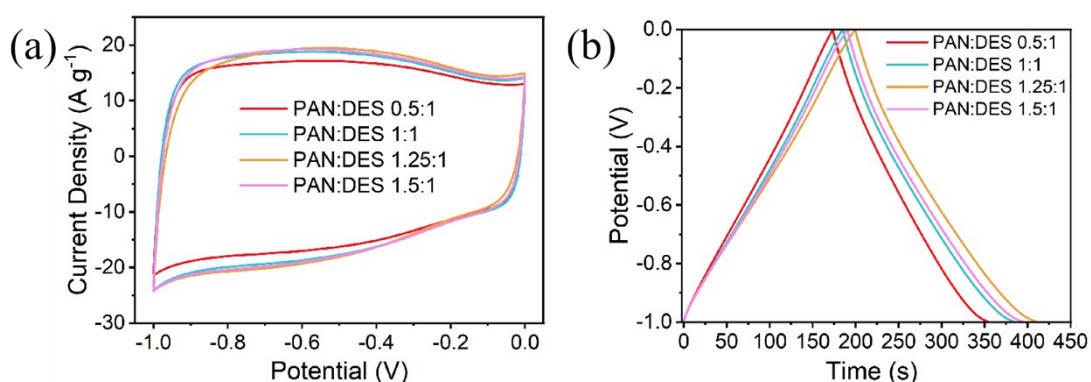 (a)
Current Density (A g⁻¹)
20
10
0
-10
-20
-30
PAN:DES 0.5:1
PAN:DES 1:1
PAN:DES 1.25:1
PAN:DES 1.5:1
-1.0 -0.8 -0.6 -0.4 -0.2 0.0
Potential (V)
(b)
Potential (V)
0.0
-0.2
-0.4
-0.6
-0.8
-1.0
PAN:DES 0.5:1
PAN:DES 1:1
PAN:DES 1.25:1
PAN:DES 1.5:1
0 50 100 150 200 250 300 350 400 450
Time (s)